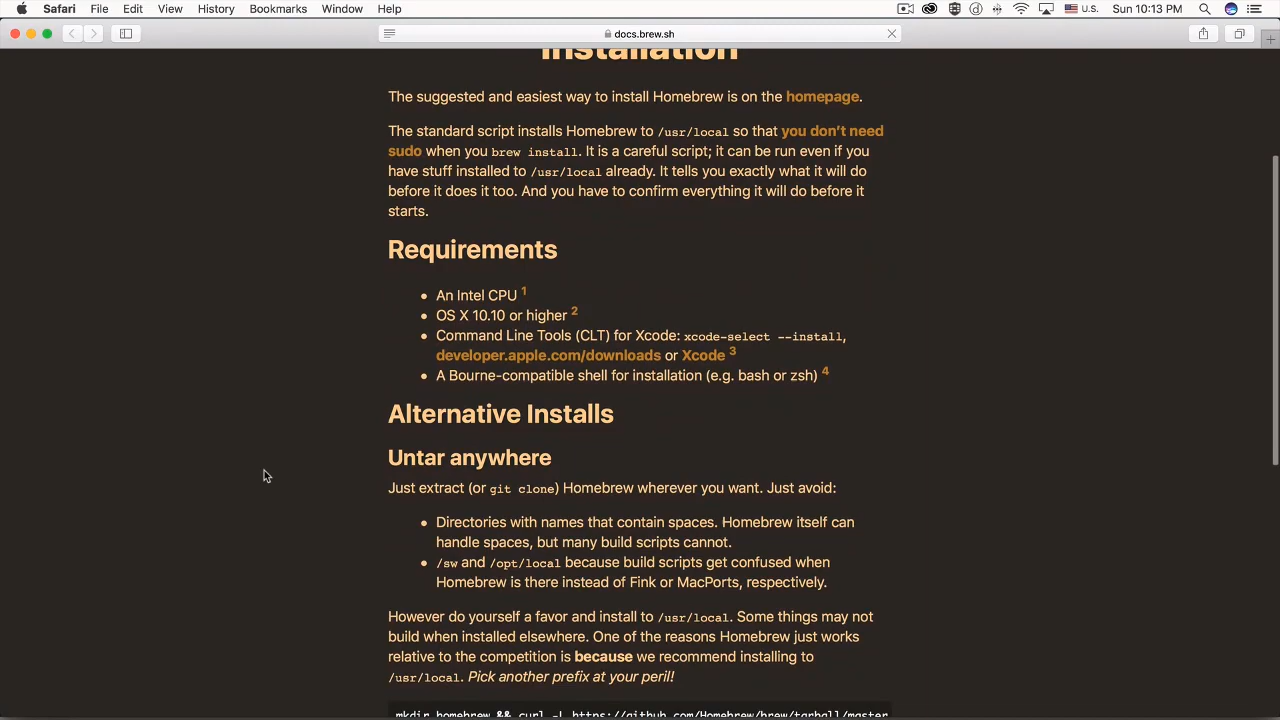 Safari File Edit View History Bookmarks Window Help U.S. Sun 10:13 PM
docs.brew.sh
Installation
The suggested and easiest way to install Homebrew is on the homepage.
The standard script installs Homebrew to /usr/local so that you don't need
sudo when you brew install. It is a careful script; it can be run even if you
have stuff installed to /usr/local already. It tells you exactly what it will do
before it does it too. And you have to confirm everything it will do before it
starts.
Requirements
• An Intel CPU 1
• OS X 10.10 or higher 2
• Command Line Tools (CLT) for Xcode: xcode-select --install,
developer.apple.com/downloads or Xcode 3
• A Bourne-compatible shell for installation (e.g. bash or zsh) 4
Alternative Installs
Untar anywhere
Just extract (or git clone) Homebrew wherever you want. Just avoid:
• Directories with names that contain spaces. Homebrew itself can
handle spaces, but many build scripts cannot.
• /sw and /opt/local because build scripts get confused when
Homebrew is there instead of Fink or MacPorts, respectively.
However do yourself a favor and install to /usr/local. Some things may not
build when installed elsewhere. One of the reasons Homebrew just works
relative to the competition is because we recommend installing to
/usr/local. Pick another prefix at your peril!
mkdir homebrew && curl -L https://github.com/Homebrew/brew/tarball/master